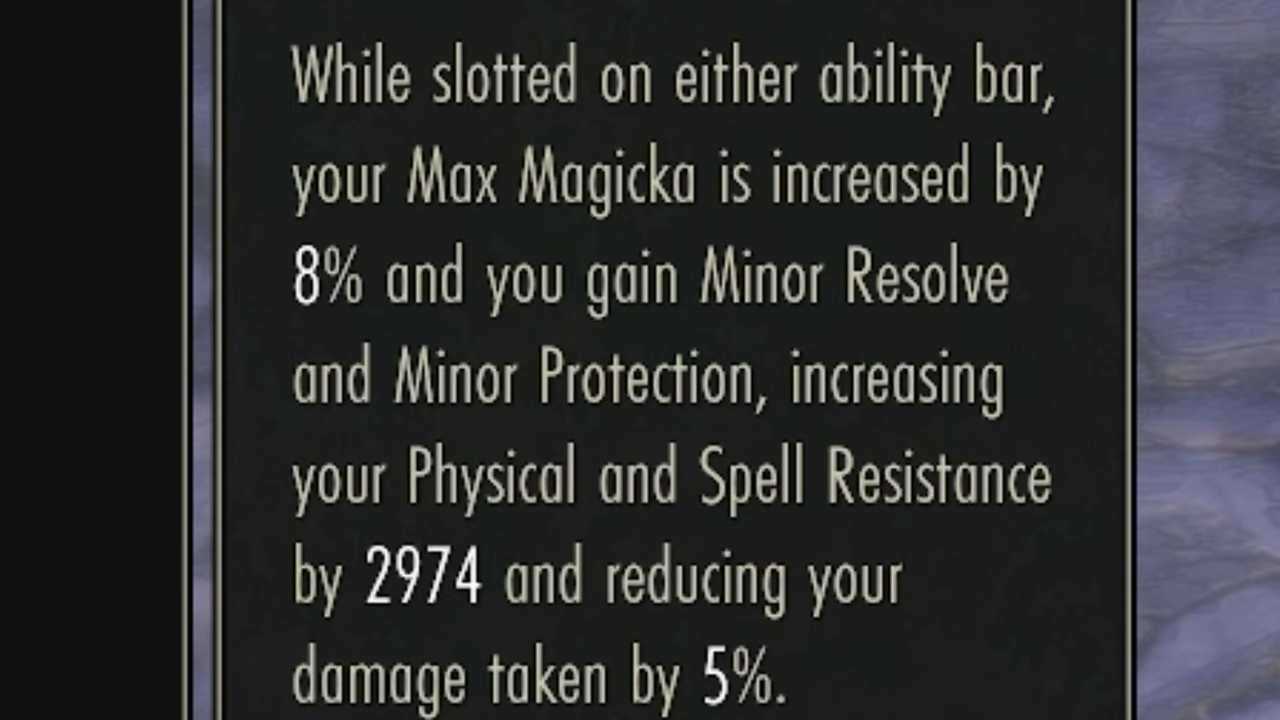 While slotted on either ability bar,
your Max Magicka is increased by
8% and you gain Minor Resolve
and Minor Protection, increasing
your Physical and Spell Resistance
by 2974 and reducing your
damage taken by 5%.